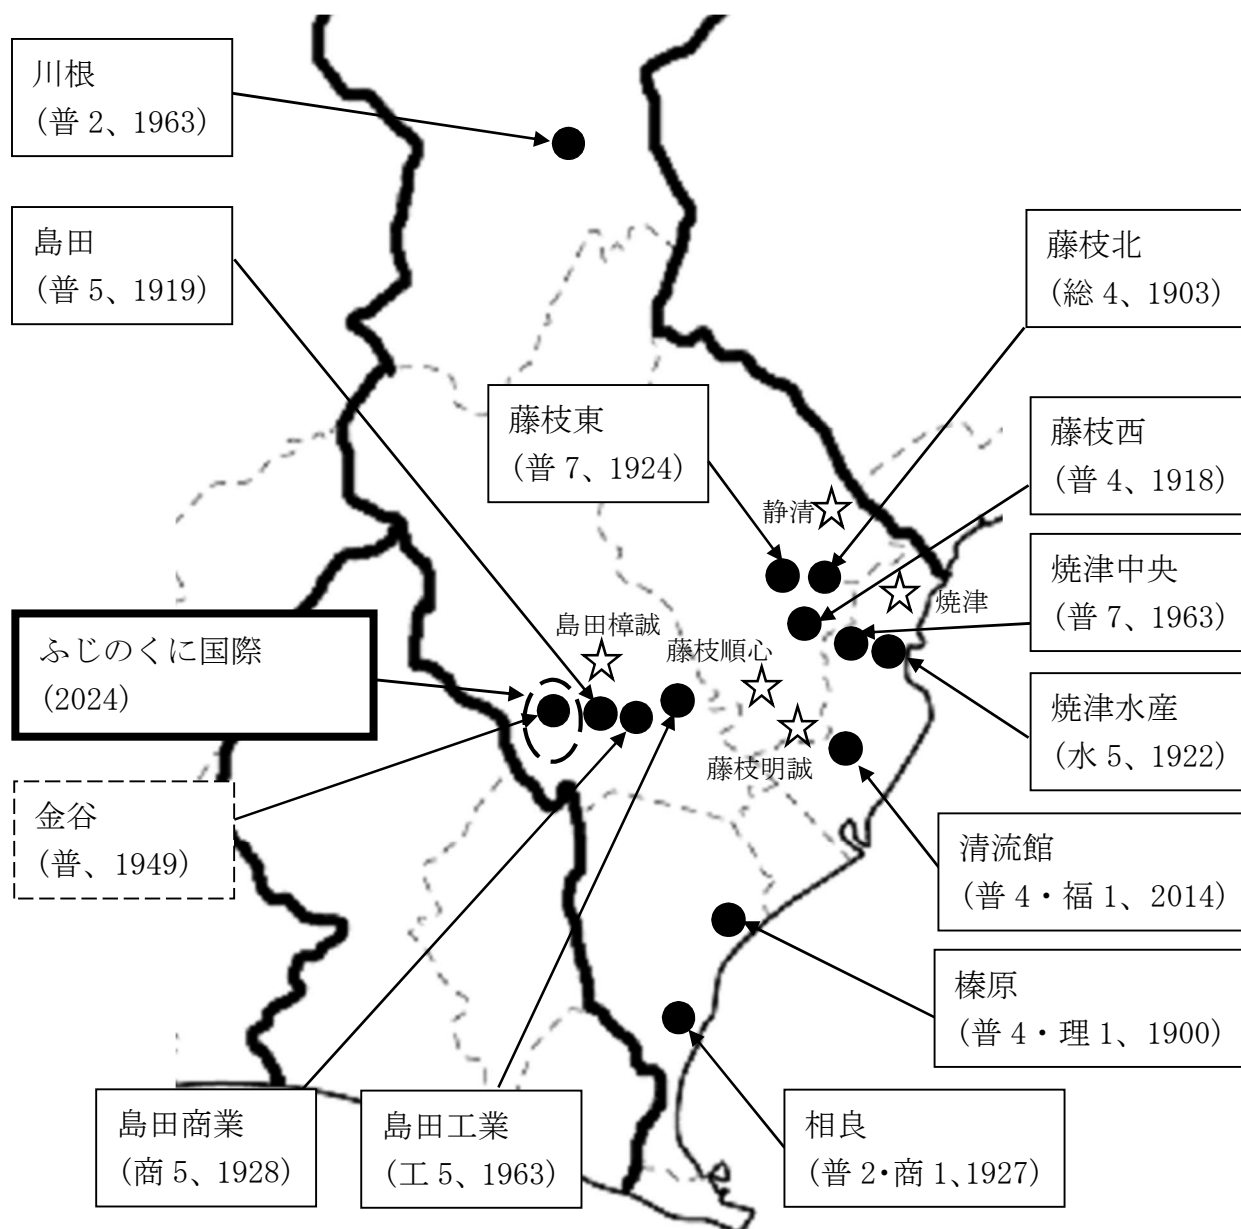 川根
(普 2、1963)
島田
(普 5、1919)
藤枝北
(総 4、1903)
藤枝東
(普 7、1924)
藤枝西
(普 4、1918)
静清
焼津中央
(普 7、1963)
焼津
ふじのくに国際
(2024)
島田樟誠
藤枝順心
焼津水産
(水 5、1922)
藤枝明誠
金谷
(普、1949)
清流館
(普 4・福 1、2014)
榛原
(普 4・理 1、1900)
島田商業
(商 5、1928)
島田工業
(工 5、1963)
相良
(普 2・商 1、1927)